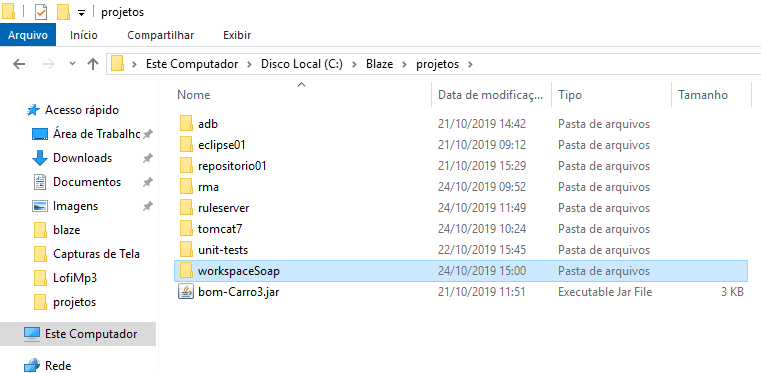 projetos
Arquivo Início Compartilhar Exibir
Este Computador Disco Local (C:) Blaze projetos
Nome Data de modificaç... Tipo Tamanho
Acesso rápido
Área de Trabalho
Downloads
Documentos
Imagens
blaze
Capturas de Tela
LofiMp3
projetos
Este Computador
Rede
adb 21/10/2019 14:42 Pasta de arquivos
eclipse01 21/10/2019 09:12 Pasta de arquivos
repositorio01 21/10/2019 15:29 Pasta de arquivos
rma 24/10/2019 09:52 Pasta de arquivos
ruleserver 24/10/2019 11:49 Pasta de arquivos
tomcat7 24/10/2019 10:24 Pasta de arquivos
unit-tests 22/10/2019 15:45 Pasta de arquivos
workspaceSoap 24/10/2019 15:00 Pasta de arquivos
bom-Carro3.jar 21/10/2019 11:51 Executable Jar File 3 KB